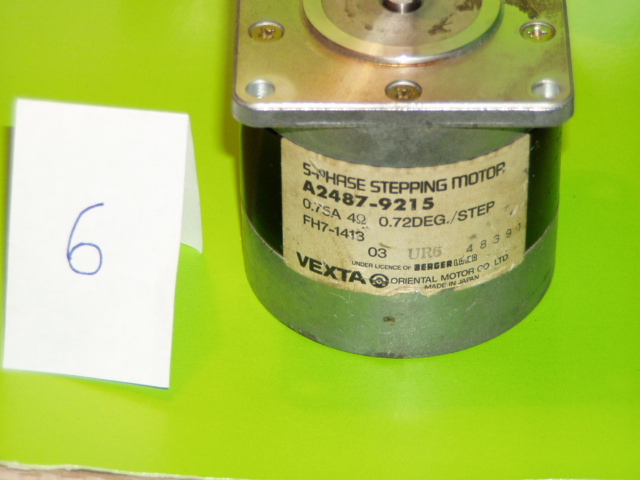 6
5-PHASE STEPPING MOTOR
A2487-9215
0.75A 4Ω 0.72DEG./STEP
FH7-1413
03 UR6 48391
UNDER LICENCE OF BERGER LAHR
VEXTA ORIENTAL MOTOR CO. LTD
MADE IN JAPAN